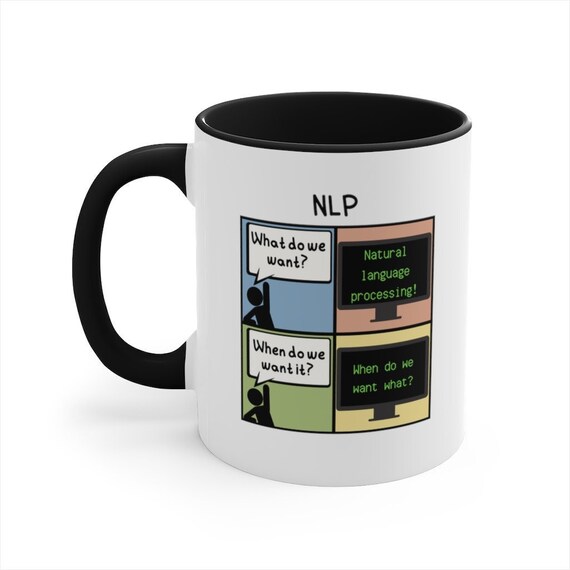 NLP
What do we
want?
Natural
language
processing!
When do we
want it?
When do we
want what?